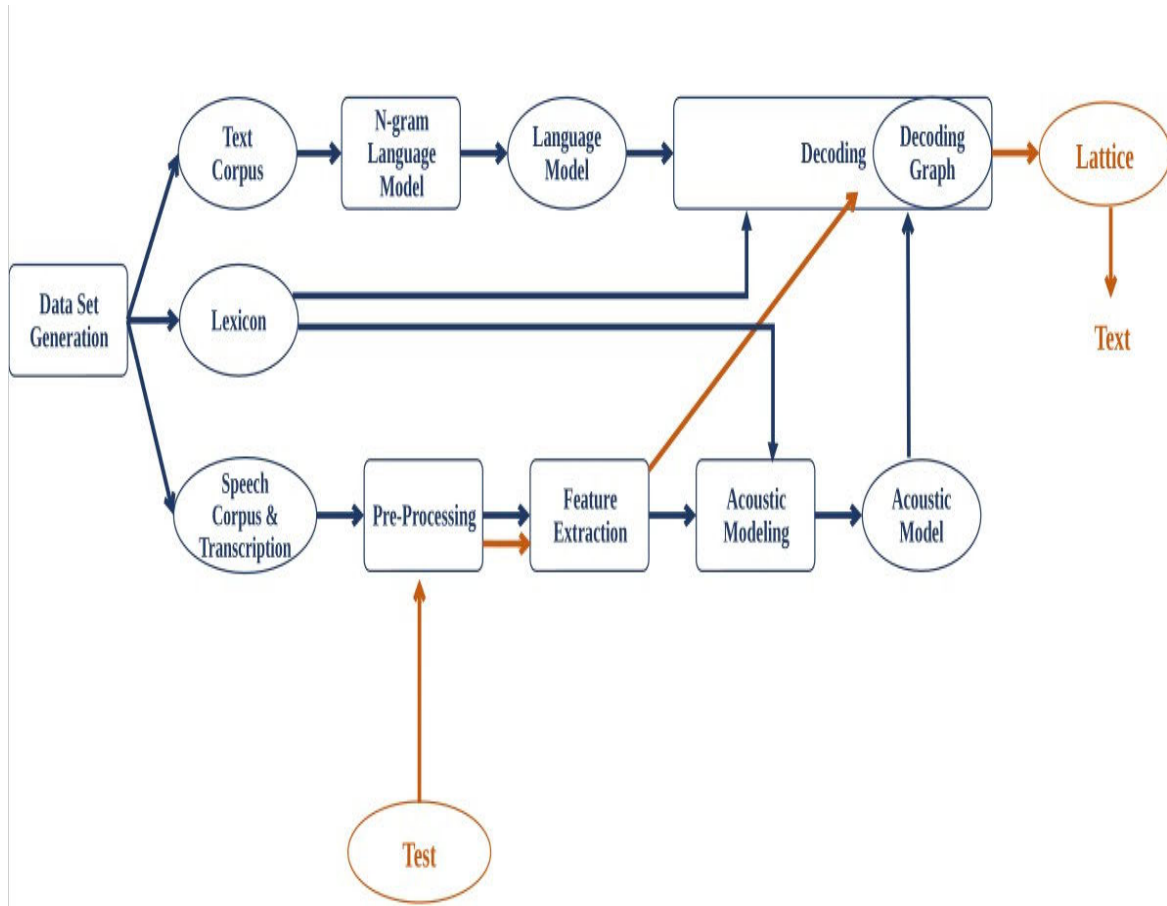 Text
Corpus
N-gram
Language
Model
Language
Model
Decoding
Decoding
Graph
Lattice
Data Set
Generation
Lexicon
Text
Speech
Corpus &
Transcription
Pre-Processing
Feature
Extraction
Acoustic
Modeling
Acoustic
Model
Test